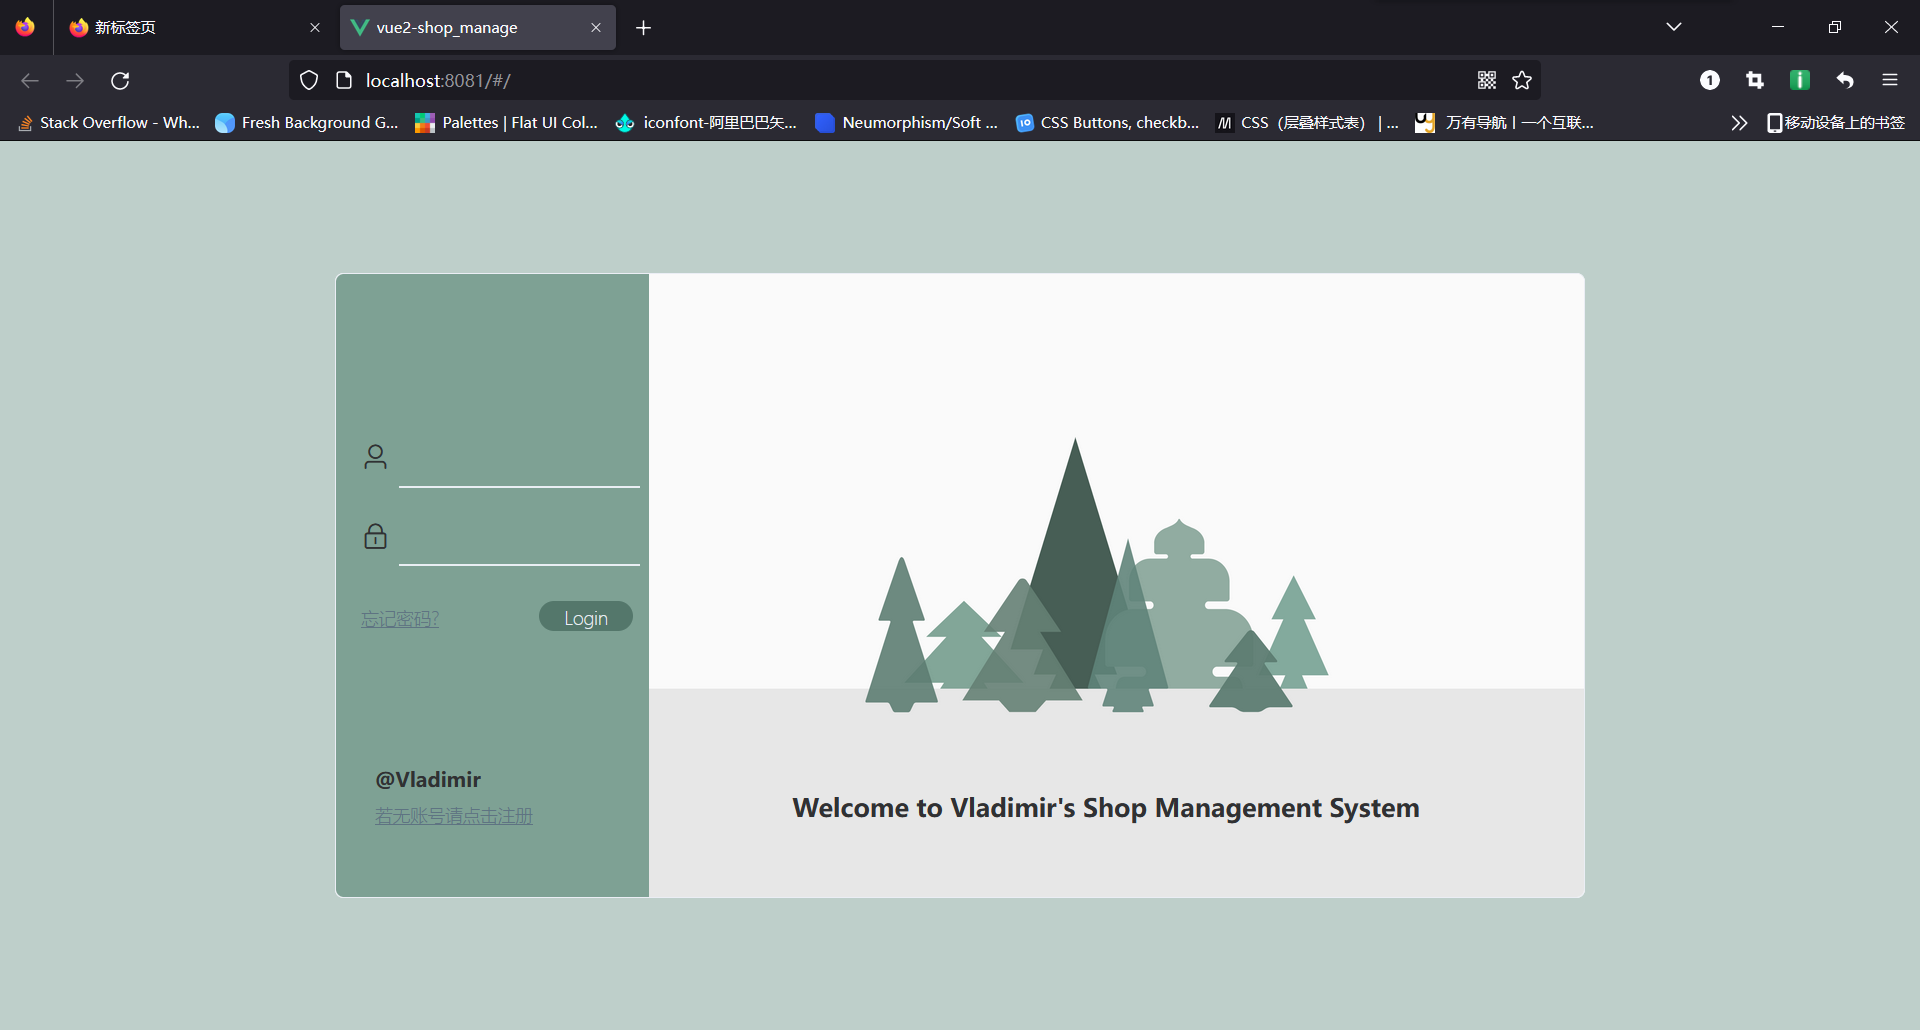 新标签页
vue2-shop_manage
localhost:8081/#/
Stack Overflow - Wh...
Fresh Background G...
Palettes | Flat UI Col...
iconfont-阿里巴巴矢...
Neumorphism/Soft ...
CSS Buttons, checkb...
CSS（层叠样式表） | ...
万有导航丨一个互联...
移动设备上的书签
忘记密码?
Login
@Vladimir
若无账号请点击注册
Welcome to Vladimir's Shop Management System